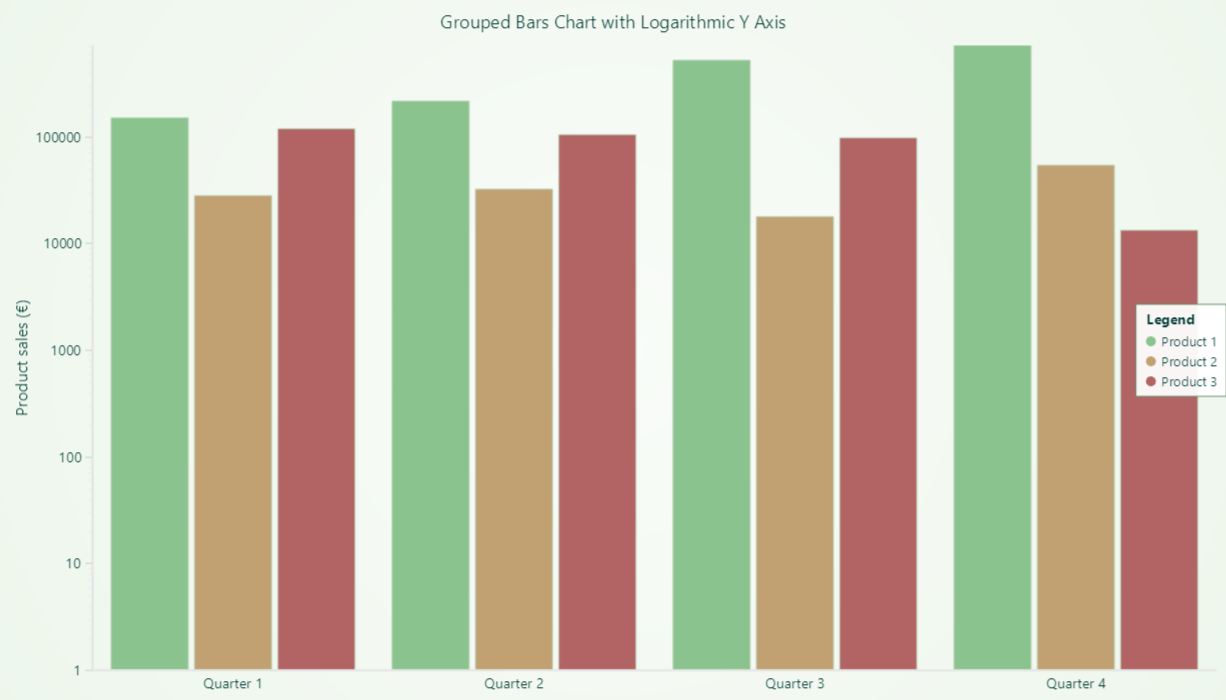 Grouped Bars Chart with Logarithmic Y Axis
Product sales (€)
100000
10000
1000
100
10
1
Quarter 1
Quarter 2
Quarter 3
Quarter 4
Legend
Product 1
Product 2
Product 3